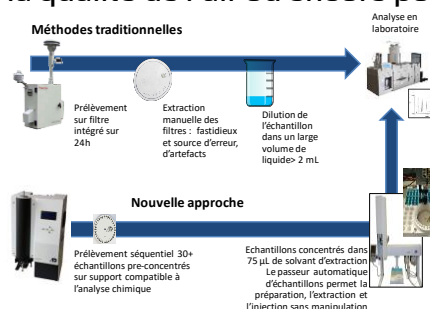 Méthodes traditionnelles
Analyse en
laboratoire
Prélèvement
sur filtre
intégré sur
24h
Extraction
manuelle des
filtres : fastidieux
et source d'erreur,
d'artefacts
Dilution de
l'échantillon
dans un large
volume de
liquide> 2 mL
Nouvelle approche
Prélèvement séquentiel 30+
échantillons pre-concentrés
sur support compatible à
l'analyse chimique
Echantillons concentrés dans
75 µL de solvant d'extraction
Le passeur automatique
d'échantillons permet la
préparation, l'extraction et
l'injection sans manipulation